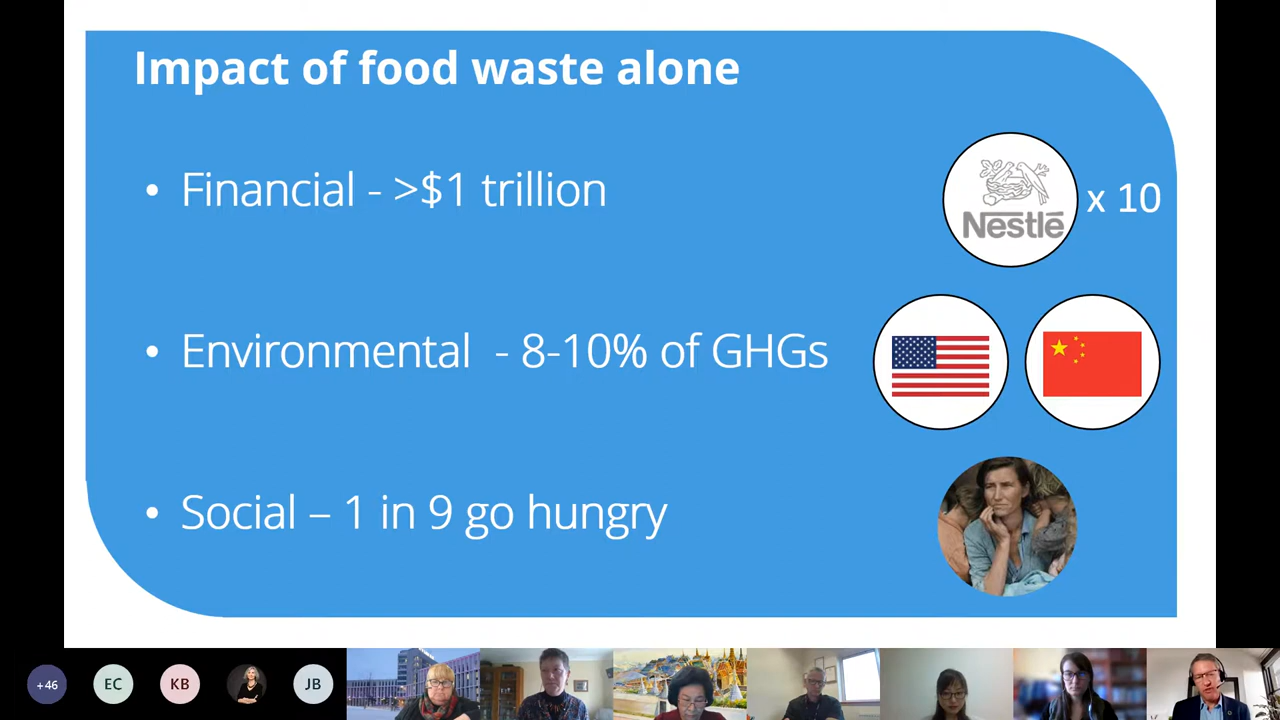 Impact of food waste alone
• Financial - >$1 trillion
Nestlé
x 10
• Environmental - 8-10% of GHGs
• Social – 1 in 9 go hungry
+46
EC
KB
JB